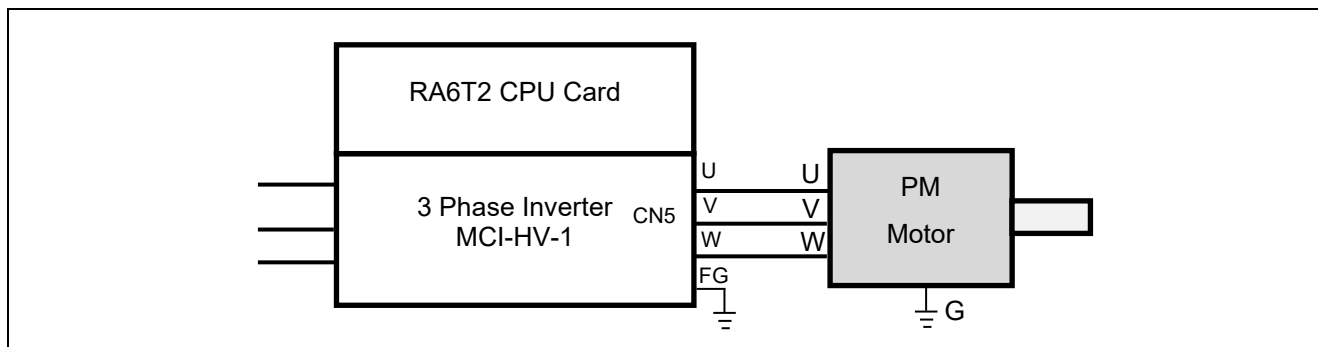 RA6T2 CPU Card
3 Phase Inverter
MCI-HV-1
CN5
U
V
W
FG
U
V
W
PM
Motor
G